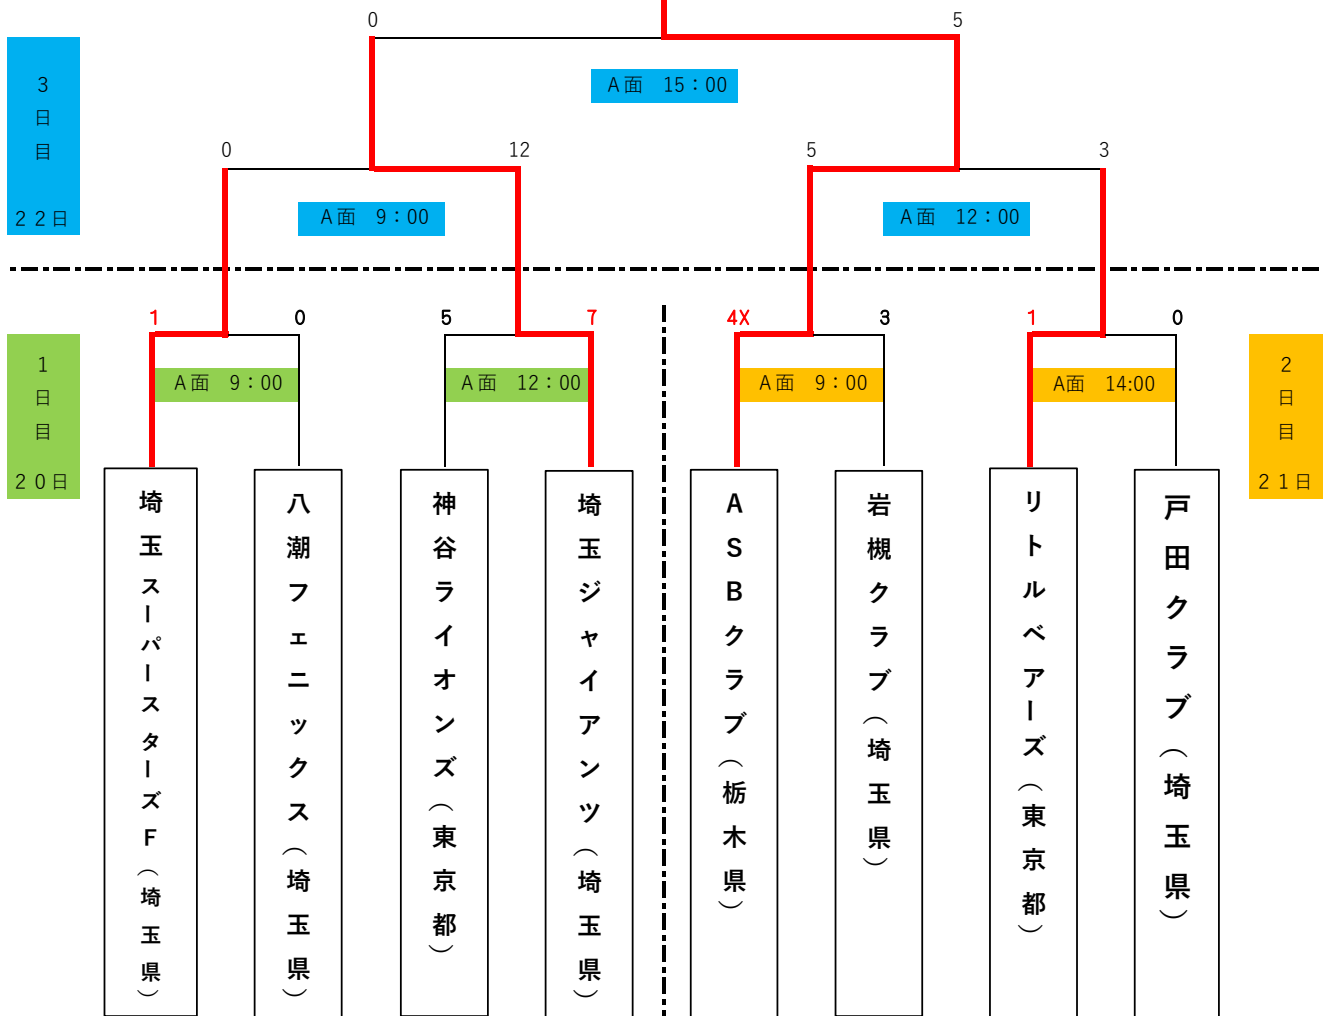 0
5
3日目　２２日
A面　15：00
0
12
5
3
A面　9：00
A面　12：00
1
0
5
7
4X
3
1
0
1日目　２０日
A面　9：00
A面　12：00
A面　9：00
A面　14:00
2日目　２１日
埼玉スーパースターズF（埼玉県）
八潮フェニックス（埼玉県）
神谷ライオンズ（東京都）
埼玉ジャイアンツ（埼玉県）
ASBクラブ（栃木県）
岩槻クラブ（埼玉県）
リトルベアーズ（東京都）
戸田クラブ（埼玉県）